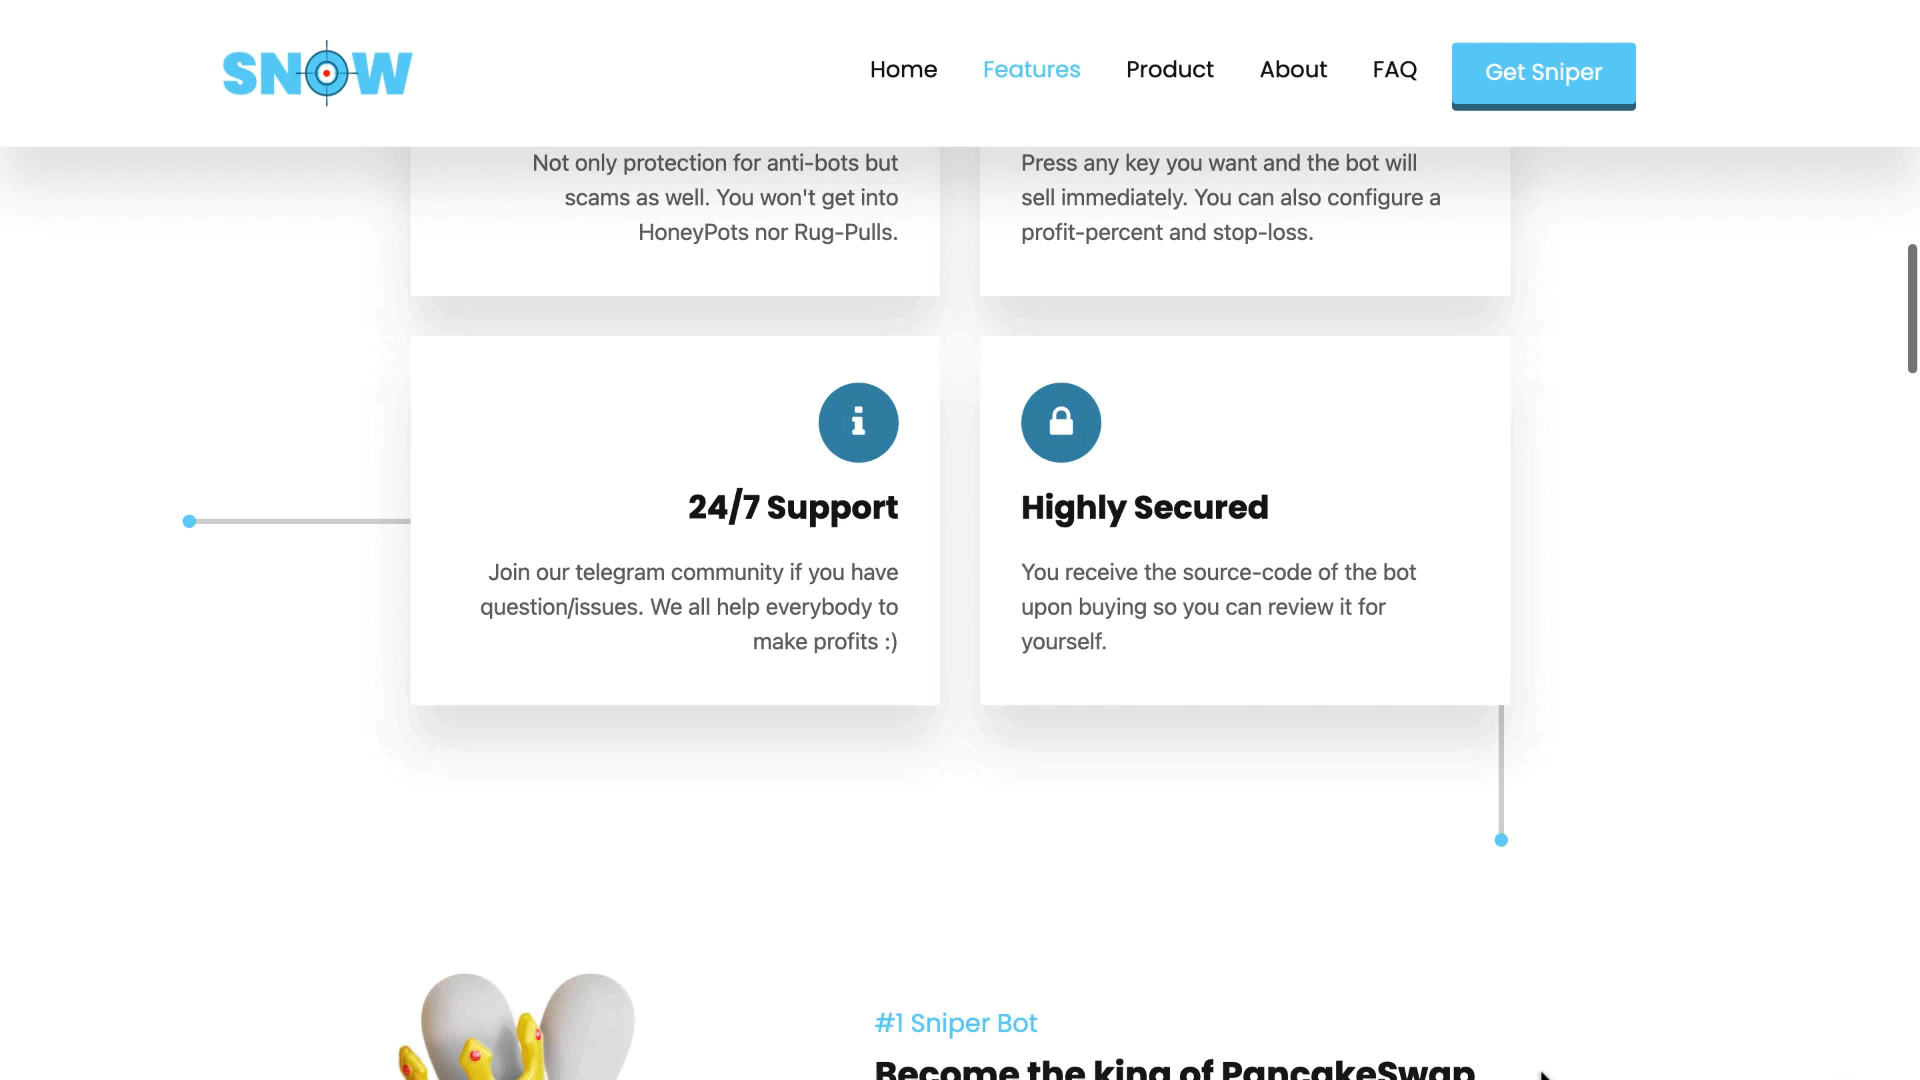 SNOW
Home
Features
Product
About
FAQ
Get Sniper
Not only protection for anti-bots but
scams as well. You won't get into
HoneyPots nor Rug-Pulls.
Press any key you want and the bot will
sell immediately. You can also configure a
profit-percent and stop-loss.
24/7 Support
Join our telegram community if you have
question/issues. We all help everybody to
make profits :)
Highly Secured
You receive the source-code of the bot
upon buying so you can review it for
yourself.
#1 Sniper Bot
Become the king of PancakeSwap